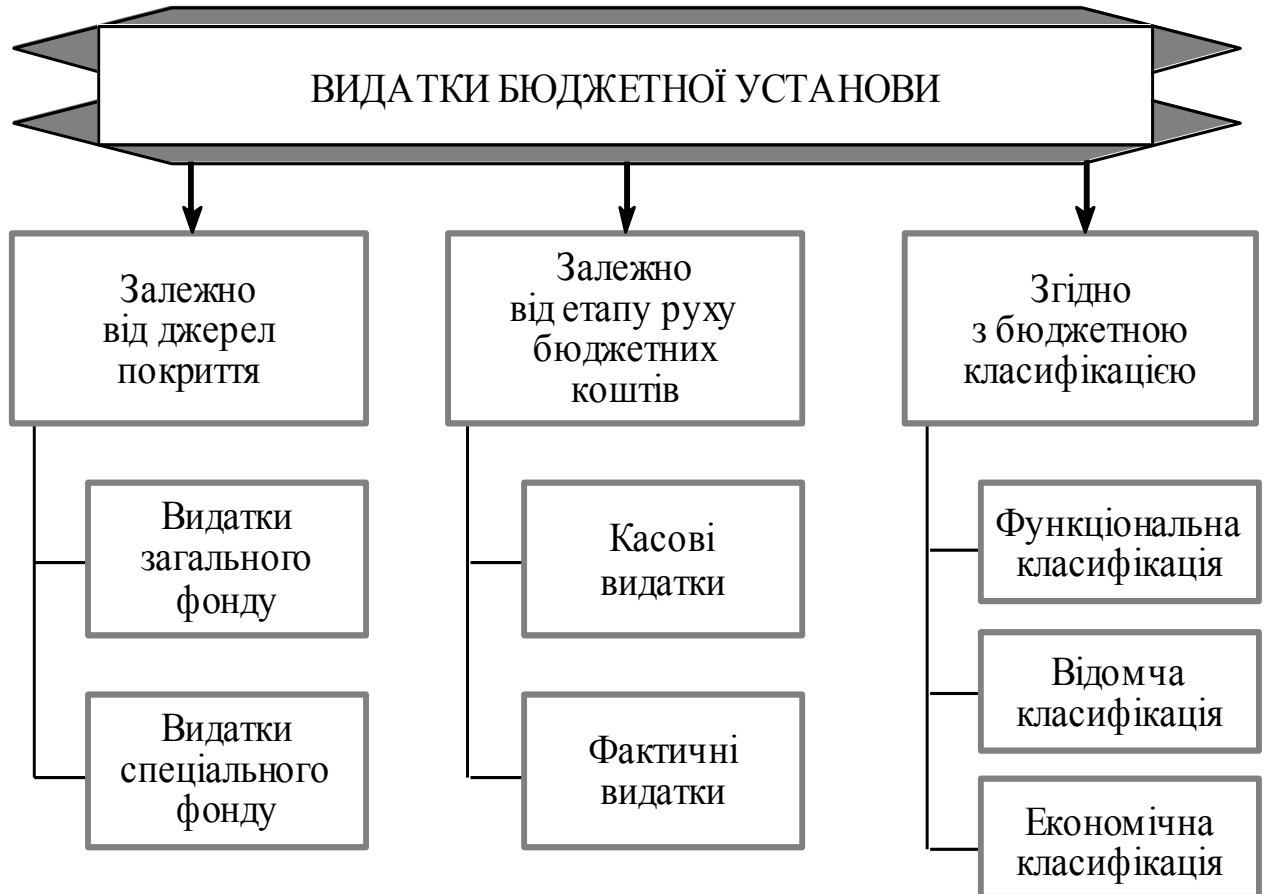 ВИДАТКИ БЮДЖЕТНОЇ УСТАНОВИ
Залежно
від джерел
покриття
Видатки
загального
фонду
Видатки
спеціального
фонду
Залежно
від етапу руху
бюджетних
коштів
Касові
видатки
Фактичні
видатки
Згідно
з бюджетною
класифікацією
Функціональна
класифікація
Відомча
класифікація
Економічна
класифікація